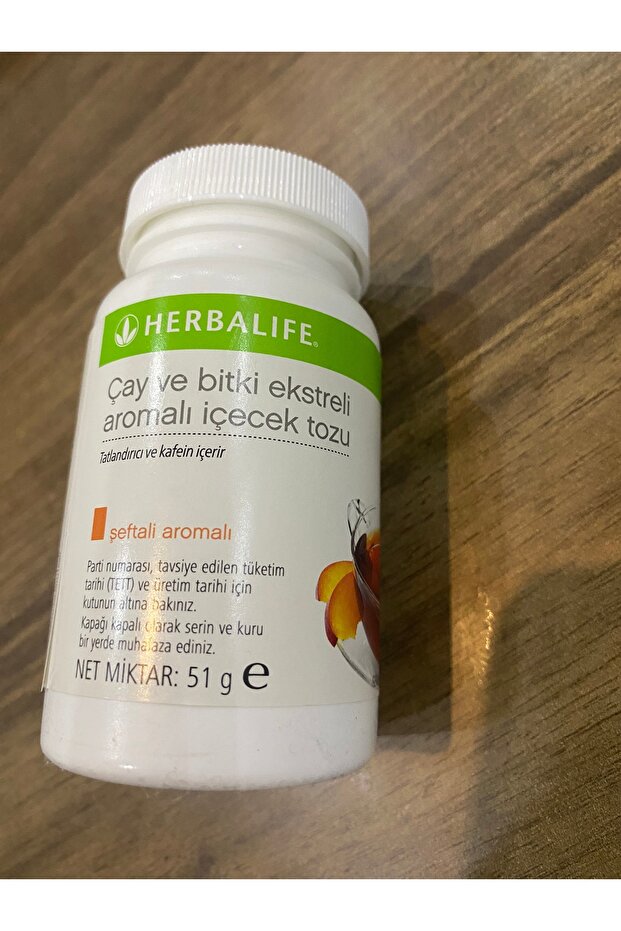 HERBALIFE®
Çay ve bitki ekstreli
aromalı içecek tozu
Tatlandırıcı ve kafein içerir
şeftali aromalı
Parti numarası, tavsiye edilen tüketim
tarihi (TETT) ve üretim tarihi için
kutunun altına bakınız.
Kapağı kapalı olarak serin ve kuru
bir yerde muhafaza ediniz.
NET MİKTAR: 51 g e